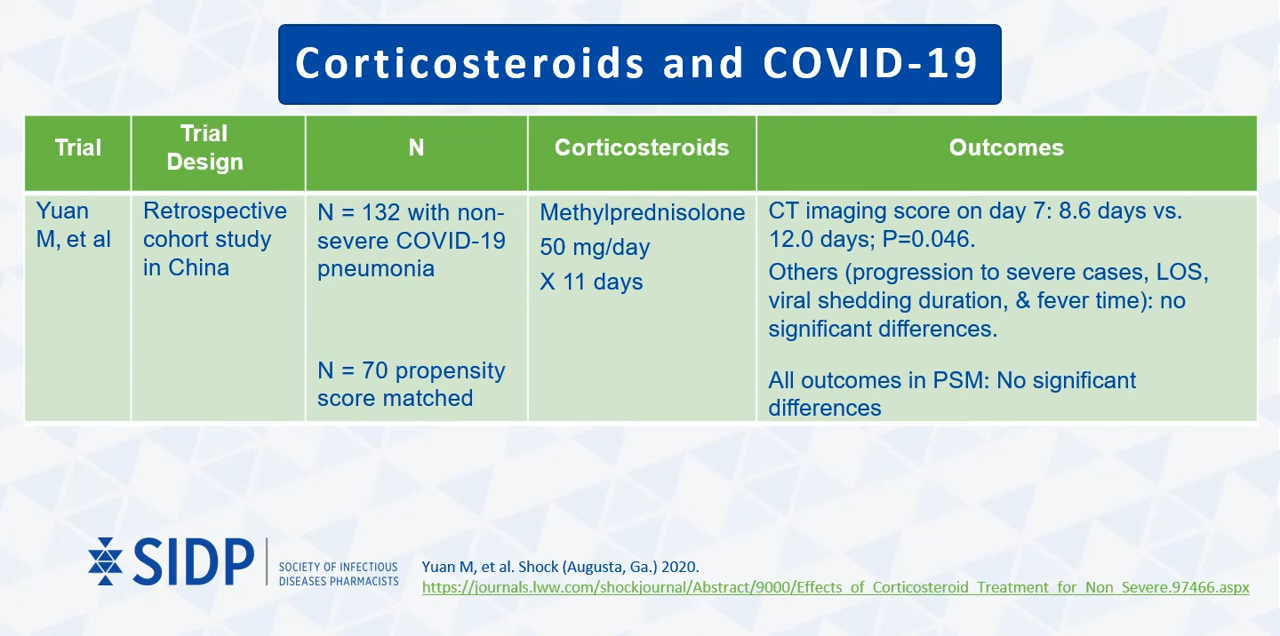 Corticosteroids and COVID-19
Trial
Trial
Design
N
Corticosteroids
Outcomes
Yuan
M, et al
Retrospective
cohort study
in China
N = 132 with non-
severe COVID-19
pneumonia
N = 70 propensity
score matched
Methylprednisolone
50 mg/day
X 11 days
CT imaging score on day 7: 8.6 days vs.
12.0 days; P=0.046.
Others (progression to severe cases, LOS,
viral shedding duration, & fever time): no
significant differences.
All outcomes in PSM: No significant
differences
SIDP
SOCIETY OF INFECTIOUS
DISEASES PHARMACISTS
Yuan M, et al. Shock (Augusta, Ga.) 2020.
https://journals.lww.com/shockjournal/Abstract/9000/Effects_of_Corticosteroid_Treatment_for_Non_Severe.97466.aspx